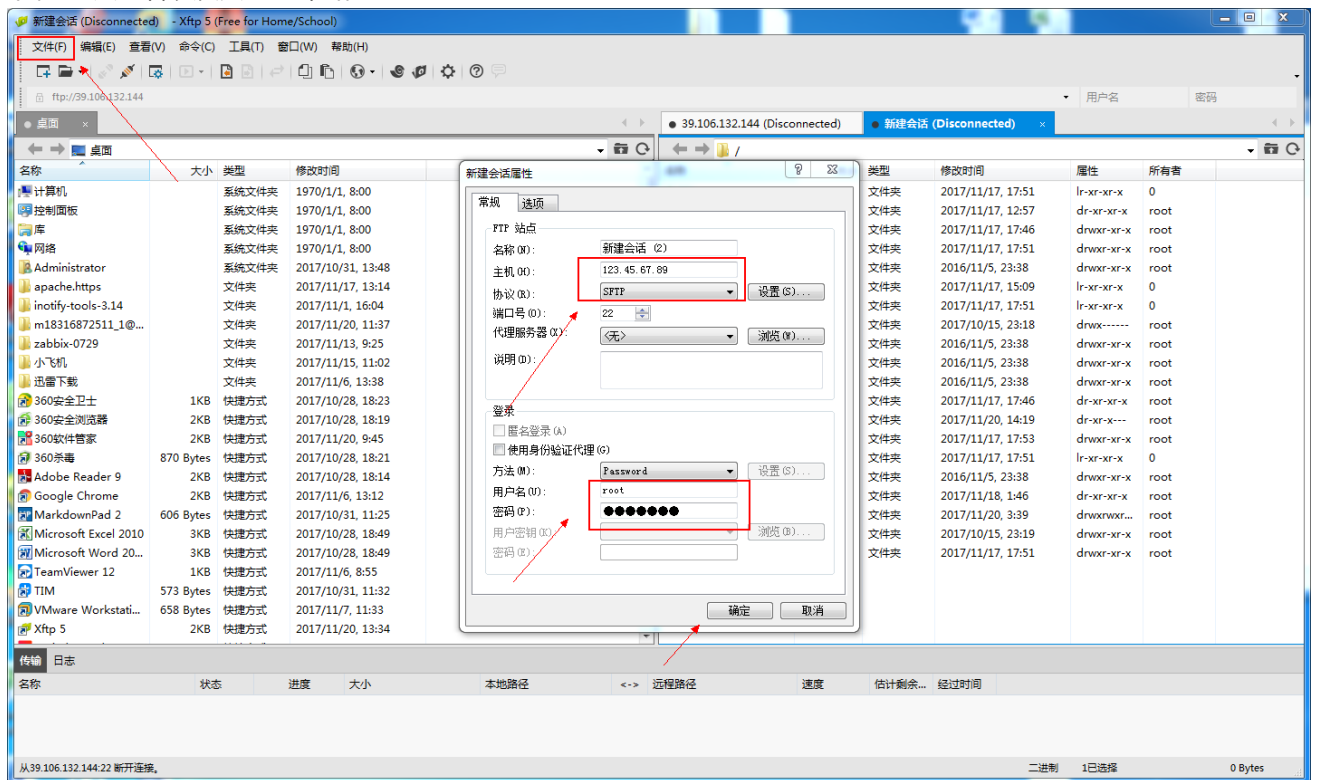 新建会话 (Disconnected) - Xftp 5 (Free for Home/School)
文件(F) 编辑(E) 查看(V) 命令(C) 工具(T) 窗口(W) 帮助(H)
ftp://39.106.132.144 用户名 密码
桌面 ×
39.106.132.144 (Disconnected) 新建会话 (Disconnected) ×
桌面
/
名称 大小 类型 修改时间
计算机 系统文件夹 1970/1/1, 8:00
控制面板 系统文件夹 1970/1/1, 8:00
库 系统文件夹 1970/1/1, 8:00
网络 系统文件夹 1970/1/1, 8:00
Administrator 系统文件夹 2017/10/31, 13:48
apache.https 文件夹 2017/11/17, 13:14
inotify-tools-3.14 文件夹 2017/11/1, 16:04
m18316872511_1@... 文件夹 2017/11/20, 11:37
zabbix-0729 文件夹 2017/11/13, 9:25
小飞机 文件夹 2017/11/15, 11:02
迅雷下载 文件夹 2017/11/6, 13:38
360安全卫士 1KB 快捷方式 2017/10/28, 18:23
360安全浏览器 2KB 快捷方式 2017/10/28, 18:19
360软件管家 2KB 快捷方式 2017/11/20, 9:45
360杀毒 870 Bytes 快捷方式 2017/10/28, 18:21
Adobe Reader 9 2KB 快捷方式 2017/10/28, 18:14
Google Chrome 2KB 快捷方式 2017/11/6, 13:12
MarkdownPad 2 606 Bytes 快捷方式 2017/10/31, 11:25
Microsoft Excel 2010 3KB 快捷方式 2017/10/28, 18:49
Microsoft Word 20... 3KB 快捷方式 2017/10/28, 18:49
TeamViewer 12 1KB 快捷方式 2017/11/6, 8:55
TIM 573 Bytes 快捷方式 2017/10/31, 11:32
VMware Workstati... 658 Bytes 快捷方式 2017/11/7, 11:33
Xftp 5 2KB 快捷方式 2017/11/20, 13:34
新建会话属性
常规 选项
FTP 站点
名称(N): 新建会话 (2)
主机(H): 123.45.67.89
协议(R): SFTP 设置(S)...
端口号(O): 22
代理服务器(X): <无> 浏览(W)...
说明(D):
登录
匿名登录(A)
使用身份验证代理(G)
方法(M): Password 设置(S)...
用户名(U): root
密码(P): ●●●●●●●
用户密钥(K): 浏览(B)...
密码(E):
确定 取消
类型 修改时间 属性 所有者
文件夹 2017/11/17, 17:51 lr-xr-xr-x 0
文件夹 2017/11/17, 12:57 dr-xr-xr-x root
文件夹 2017/11/17, 17:46 drwxr-xr-x root
文件夹 2017/11/17, 17:51 drwxr-xr-x root
文件夹 2016/11/5, 23:38 drwxr-xr-x root
文件夹 2017/11/17, 15:09 lr-xr-xr-x 0
文件夹 2017/11/17, 17:51 lr-xr-xr-x 0
文件夹 2017/10/15, 23:18 drwx------ root
文件夹 2016/11/5, 23:38 drwxr-xr-x root
文件夹 2016/11/5, 23:38 drwxr-xr-x root
文件夹 2016/11/5, 23:38 drwxr-xr-x root
文件夹 2017/11/17, 17:46 dr-xr-xr-x root
文件夹 2017/11/20, 14:19 dr-xr-x--- root
文件夹 2017/11/17, 17:53 drwxr-xr-x root
文件夹 2017/11/17, 17:51 lr-xr-xr-x 0
文件夹 2016/11/5, 23:38 drwxr-xr-x root
文件夹 2017/11/18, 1:46 dr-xr-xr-x root
文件夹 2017/11/20, 3:39 drwxrwxr... root
文件夹 2017/10/15, 23:19 drwxr-xr-x root
文件夹 2017/11/17, 17:51 drwxr-xr-x root
传输 日志
名称 状态 进度 大小 本地路径 <-> 远程路径 速度 估计剩余... 经过时间
从39.106.132.144:22 断开连接。 二进制 1已选择 0 Bytes